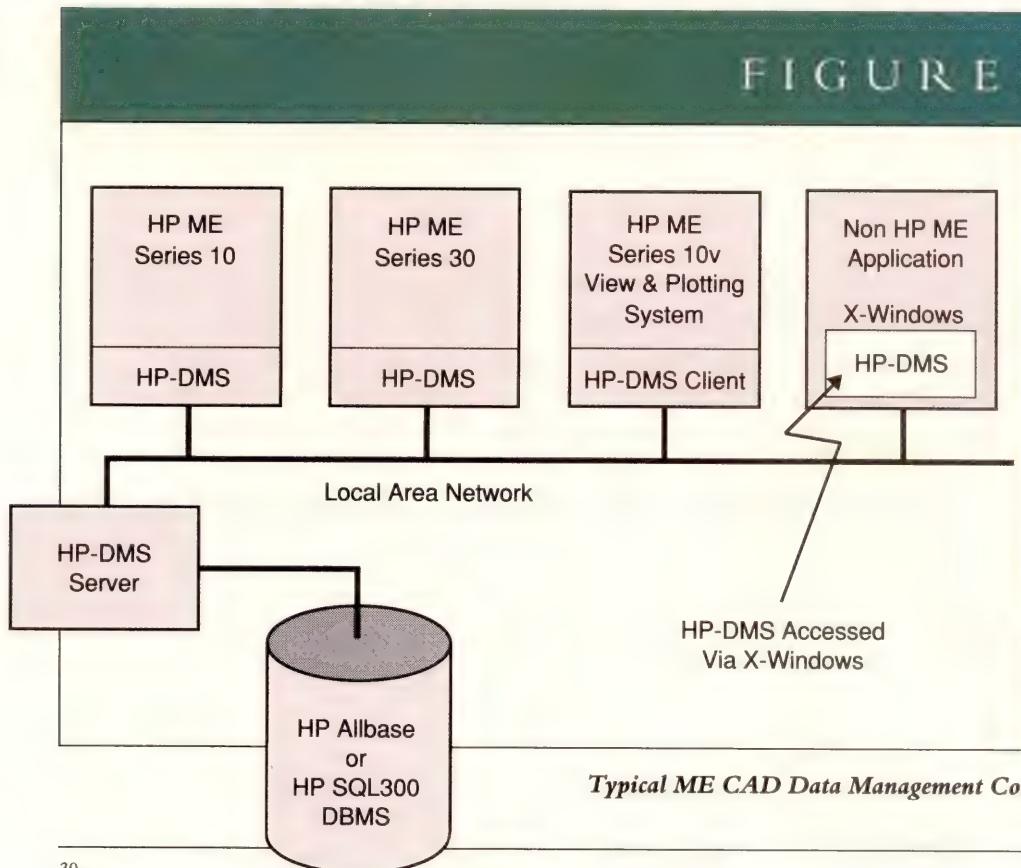 FIGURE
HP ME
Series 10
HP-DMS
HP ME
Series 30
HP-DMS
HP ME
Series 10v
View & Plotting
System
HP-DMS Client
Non HP ME
Application
X-Windows
HP-DMS
Local Area Network
HP-DMS
Server
HP-DMS Accessed
Via X-Windows
HP Allbase
or
HP SQL300
DBMS
Typical ME CAD Data Management Co
30